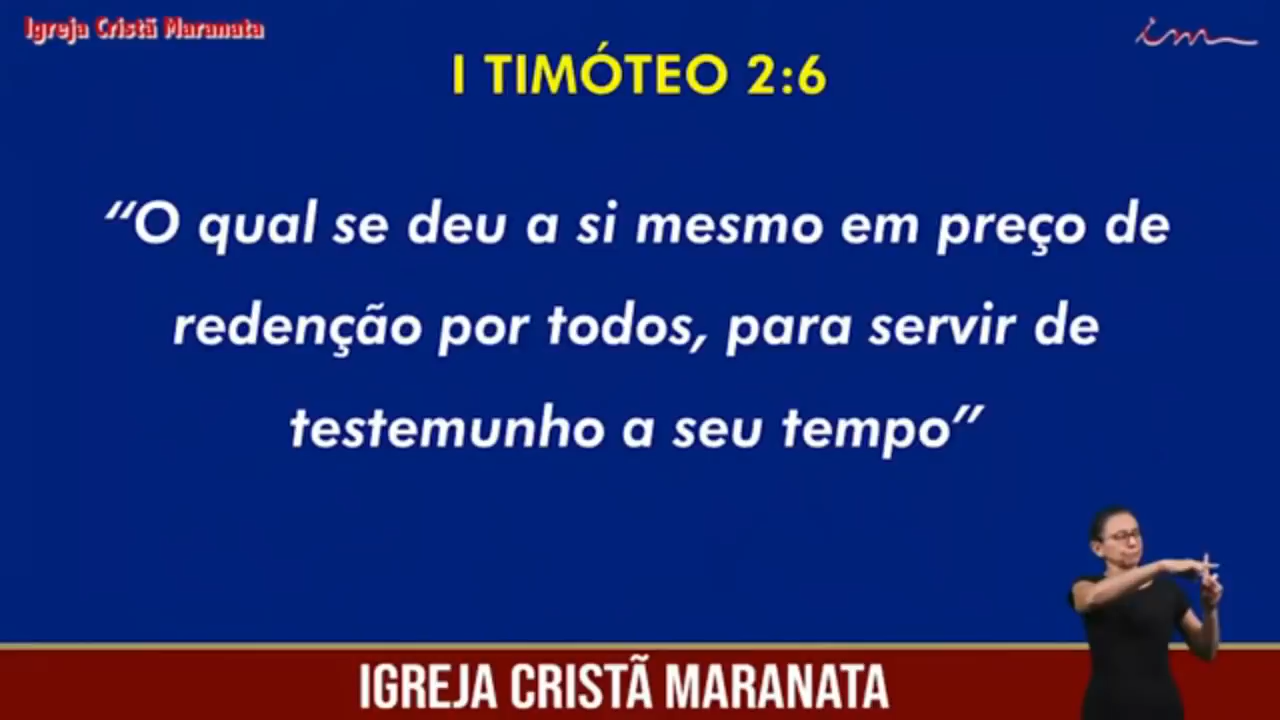 Igreja Cristã Maranata
im
I TIMÓTEO 2:6
“O qual se deu a si mesmo em preço de
redenção por todos, para servir de
testemunho a seu tempo”
IGREJA CRISTÃ MARANATA